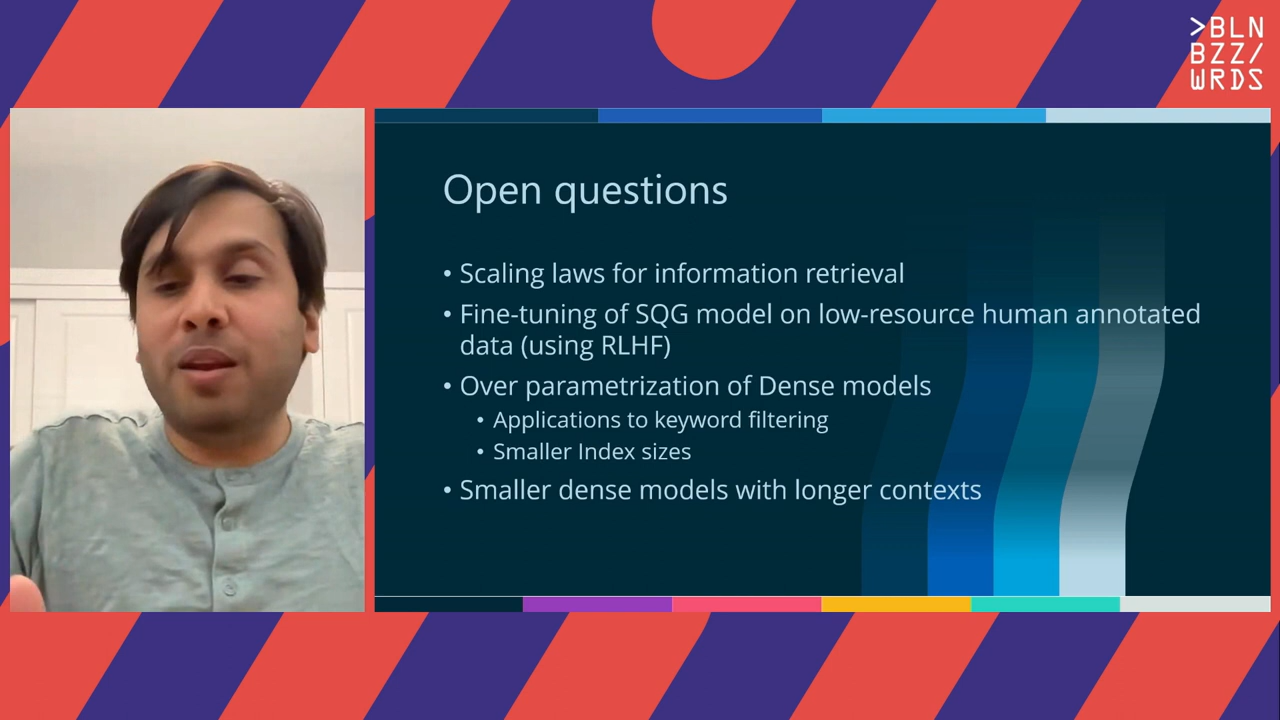 >BLN
BZZ/
WRDS
Open questions
• Scaling laws for information retrieval
• Fine-tuning of SQG model on low-resource human annotated
data (using RLHF)
• Over parametrization of Dense models
• Applications to keyword filtering
• Smaller Index sizes
• Smaller dense models with longer contexts